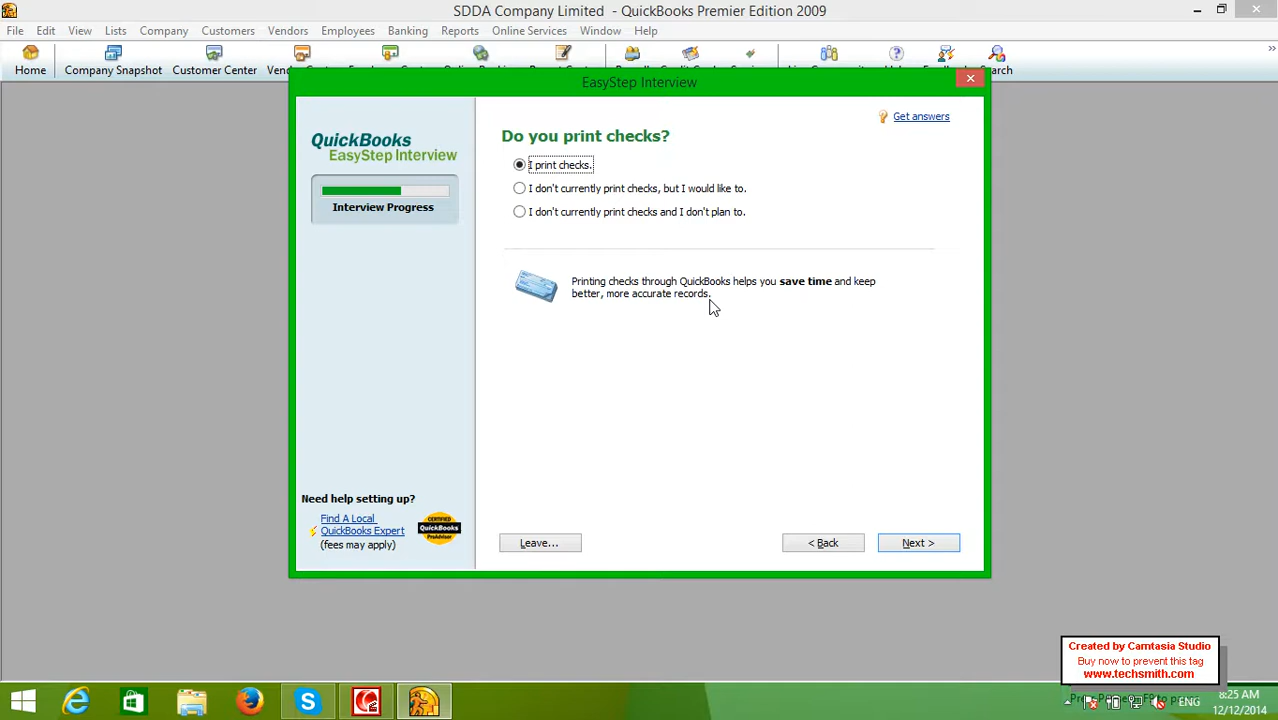 SDDA Company Limited - QuickBooks Premier Edition 2009
File Edit View Lists Company Customers Vendors Employees Banking Reports Online Services Window Help
Home Company Snapshot Customer Center
EasyStep Interview
Get answers
QuickBooks
EasyStep Interview
Interview Progress
Do you print checks?
I print checks.
I don't currently print checks, but I would like to.
I don't currently print checks and I don't plan to.
Printing checks through QuickBooks helps you save time and keep
better, more accurate records.
Need help setting up?
Find A Local
QuickBooks Expert
(fees may apply)
CERTIFIED
QuickBooks
ProAdvisor
Leave... < Back Next >
Created by Camtasia Studio
Buy now to prevent this tag
www.techsmith.com
ENG
8:25 AM
12/12/2014